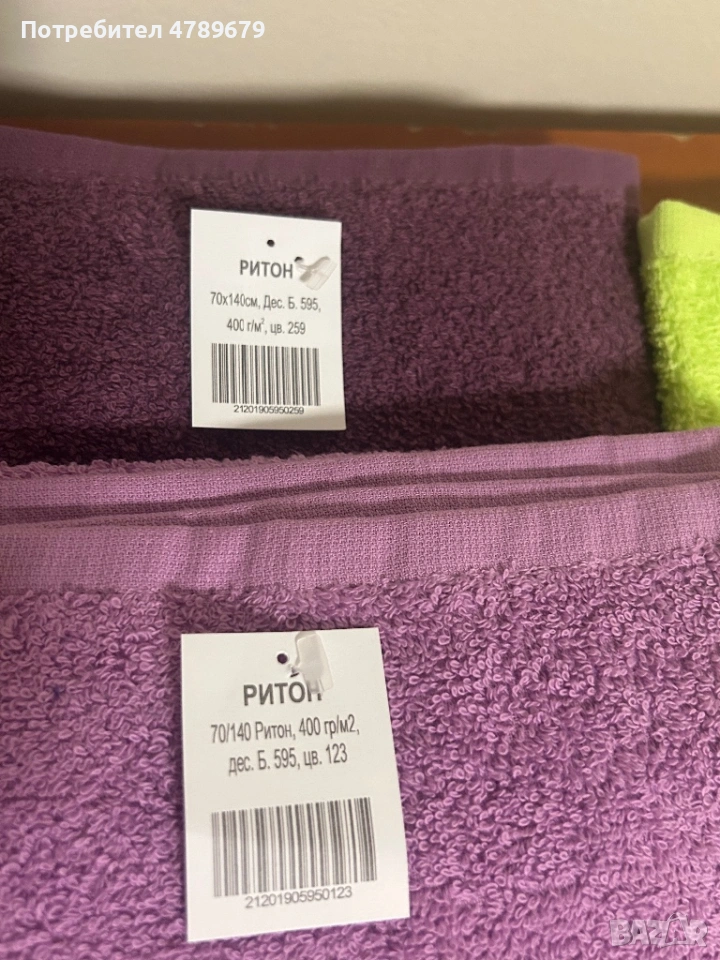 Потребител 4789679
РИТОН
70x140см, Дес. Б. 595,
400 г/м², цв. 259
21201905950259
РИТОН
70/140 Ритон, 400 гр/м2,
дес. Б. 595, цв. 123
21201905950123
BAZAR